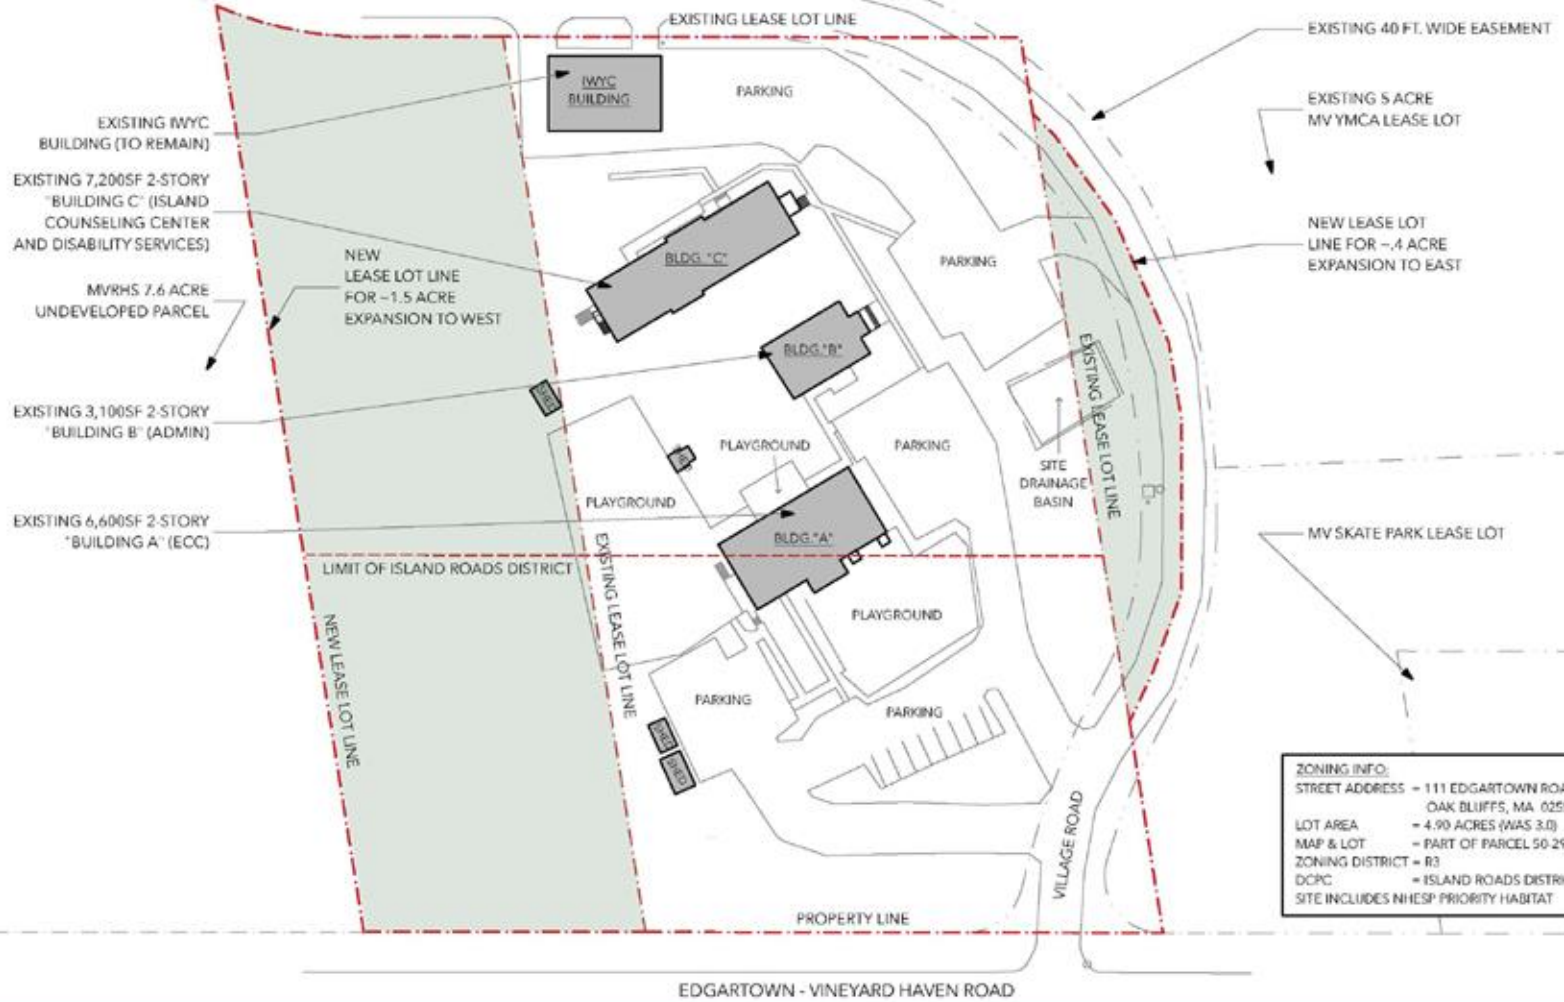 EXISTING LEASE LOT LINE
EXISTING 40 FT. WIDE EASEMENT
IWYC
BUILDING
PARKING
EXISTING 5 ACRE
MV YMCA LEASE LOT
EXISTING IWYC
BUILDING (TO REMAIN)
EXISTING 7,200SF 2-STORY
"BUILDING C" (ISLAND
COUNSELING CENTER
AND DISABILITY SERVICES)
NEW
LEASE LOT LINE
FOR ~1.5 ACRE
EXPANSION TO WEST
BLDG. "C"
PARKING
NEW LEASE LOT
LINE FOR ~.4 ACRE
EXPANSION TO EAST
MVRHS 7.6 ACRE
UNDEVELOPED PARCEL
BLDG."B"
EXISTING LEASE LOT LINE
SHED
EXISTING 3,100SF 2-STORY
"BUILDING B" (ADMIN)
PLAYGROUND
PARKING
SITE
DRAINAGE
BASIN
PLAYGROUND
EXISTING 6,600SF 2-STORY
"BUILDING A" (ECC)
BLDG."A"
MV SKATE PARK LEASE LOT
LIMIT OF ISLAND ROADS DISTRICT
EXISTING LEASE LOT LINE
PLAYGROUND
NEW LEASE LOT LINE
PARKING
PARKING
SHED
SHED
VILLAGE ROAD
ZONING INFO:
STREET ADDRESS = 111 EDGARTOWN ROA
OAK BLUFFS, MA 025
LOT AREA = 4.90 ACRES (WAS 3.0)
MAP & LOT = PART OF PARCEL 50-29
ZONING DISTRICT = R3
DCPC = ISLAND ROADS DISTRI
SITE INCLUDES NHESP PRIORITY HABITAT
PROPERTY LINE
EDGARTOWN - VINEYARD HAVEN ROAD